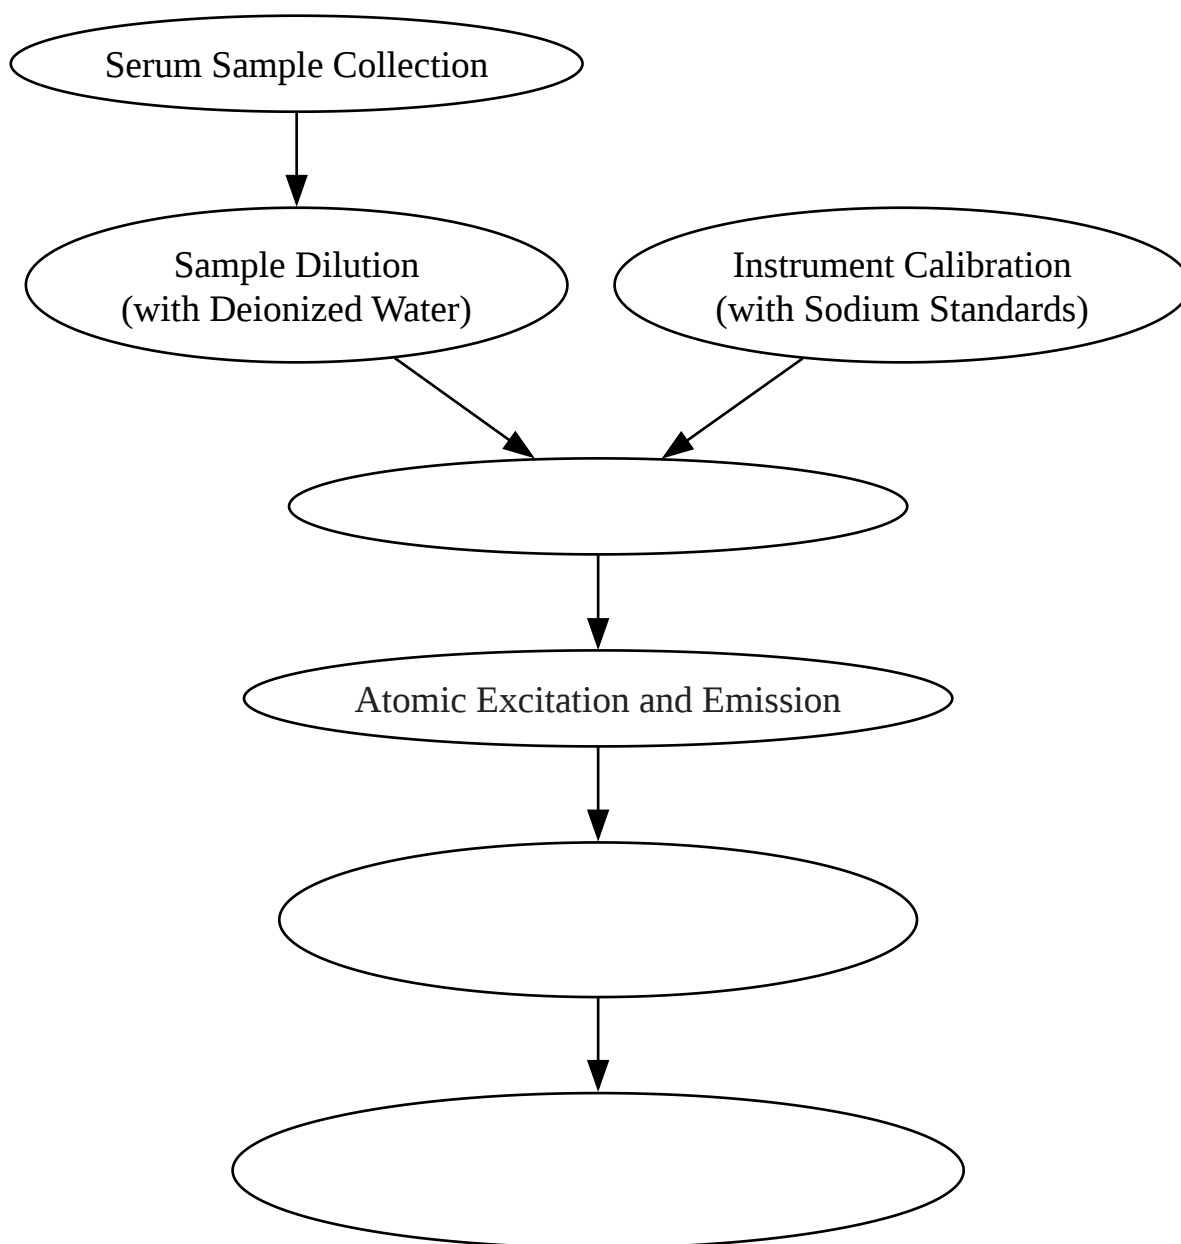 Serum Sample Collection
Sample Dilution
(with Deionized Water)
Instrument Calibration
(with Sodium Standards)
Atomic Excitation and Emission